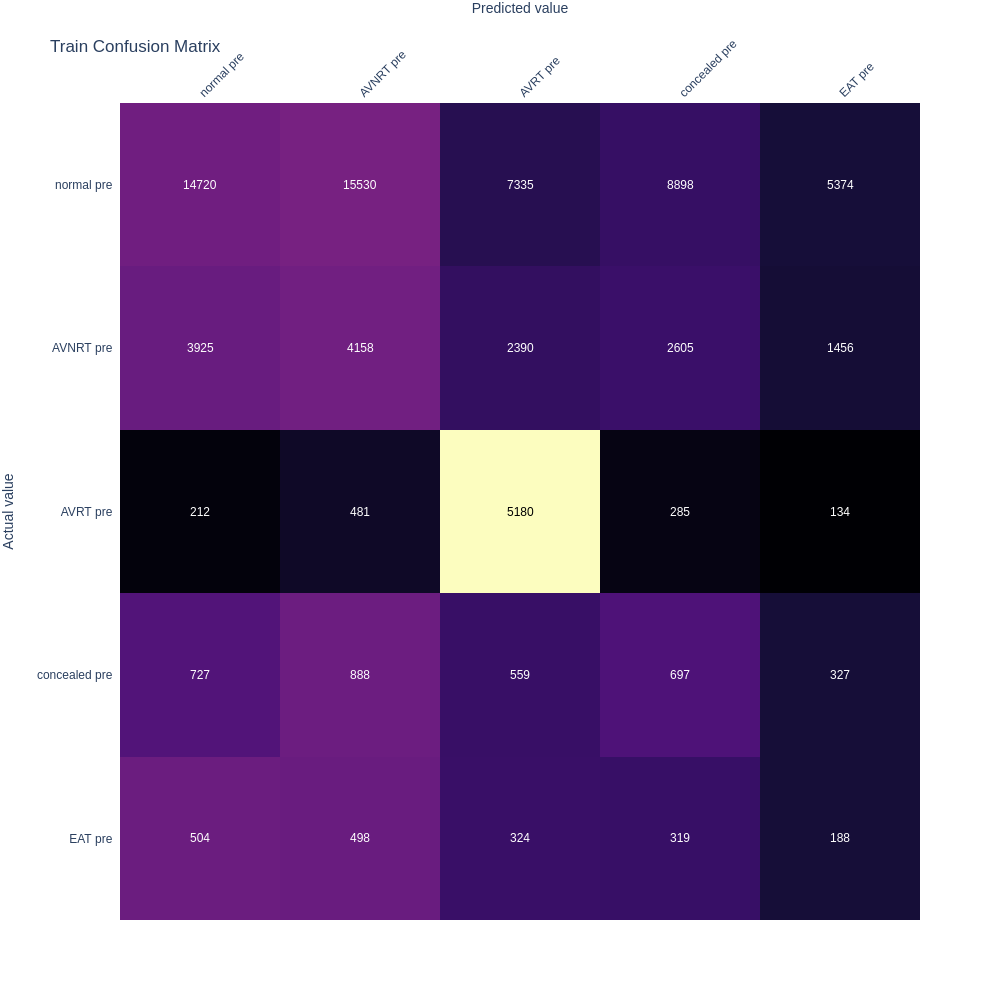 Predicted value
Train Confusion Matrix
normal pre AVNRT pre AVRT pre concealed pre EAT pre
normal pre 14720 15530 7335 8898 5374
AVNRT pre 3925 4158 2390 2605 1456
Actual value
AVRT pre 212 481 5180 285 134
concealed pre 727 888 559 697 327
EAT pre 504 498 324 319 188